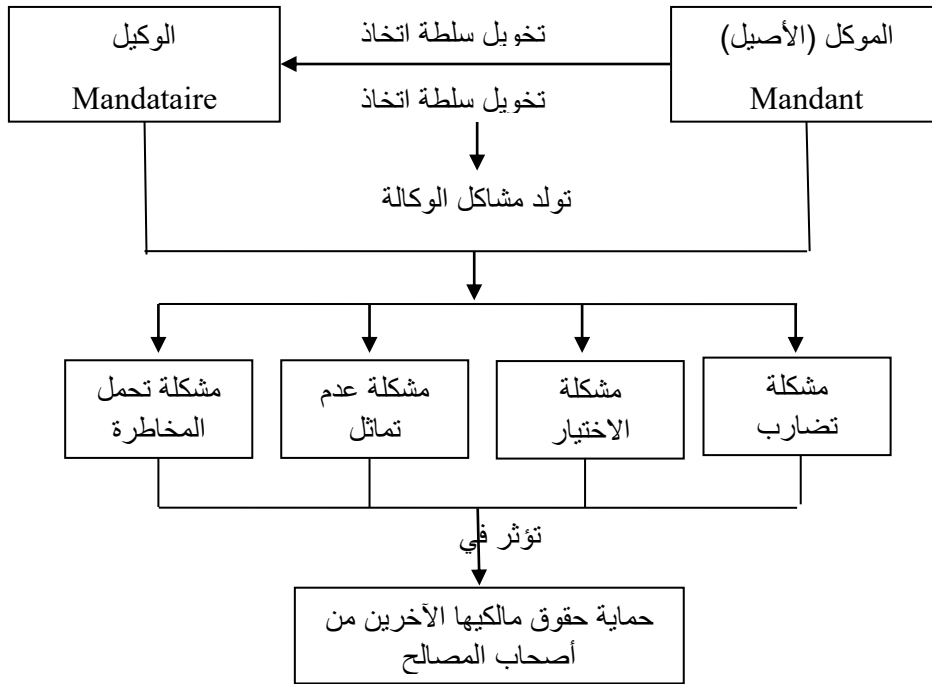 الموكل (الأصيل)
Mandant
تخويل سلطة اتخاذ
تخويل سلطة اتخاذ
الوكيل
Mandataire
تولد مشاكل الوكالة
مشكلة
تضارب
مشكلة
الاختيار
مشكلة عدم
تماثل
مشكلة تحمل
المخاطرة
تؤثر في
حماية حقوق مالكيها الآخرين من
أصحاب المصالح